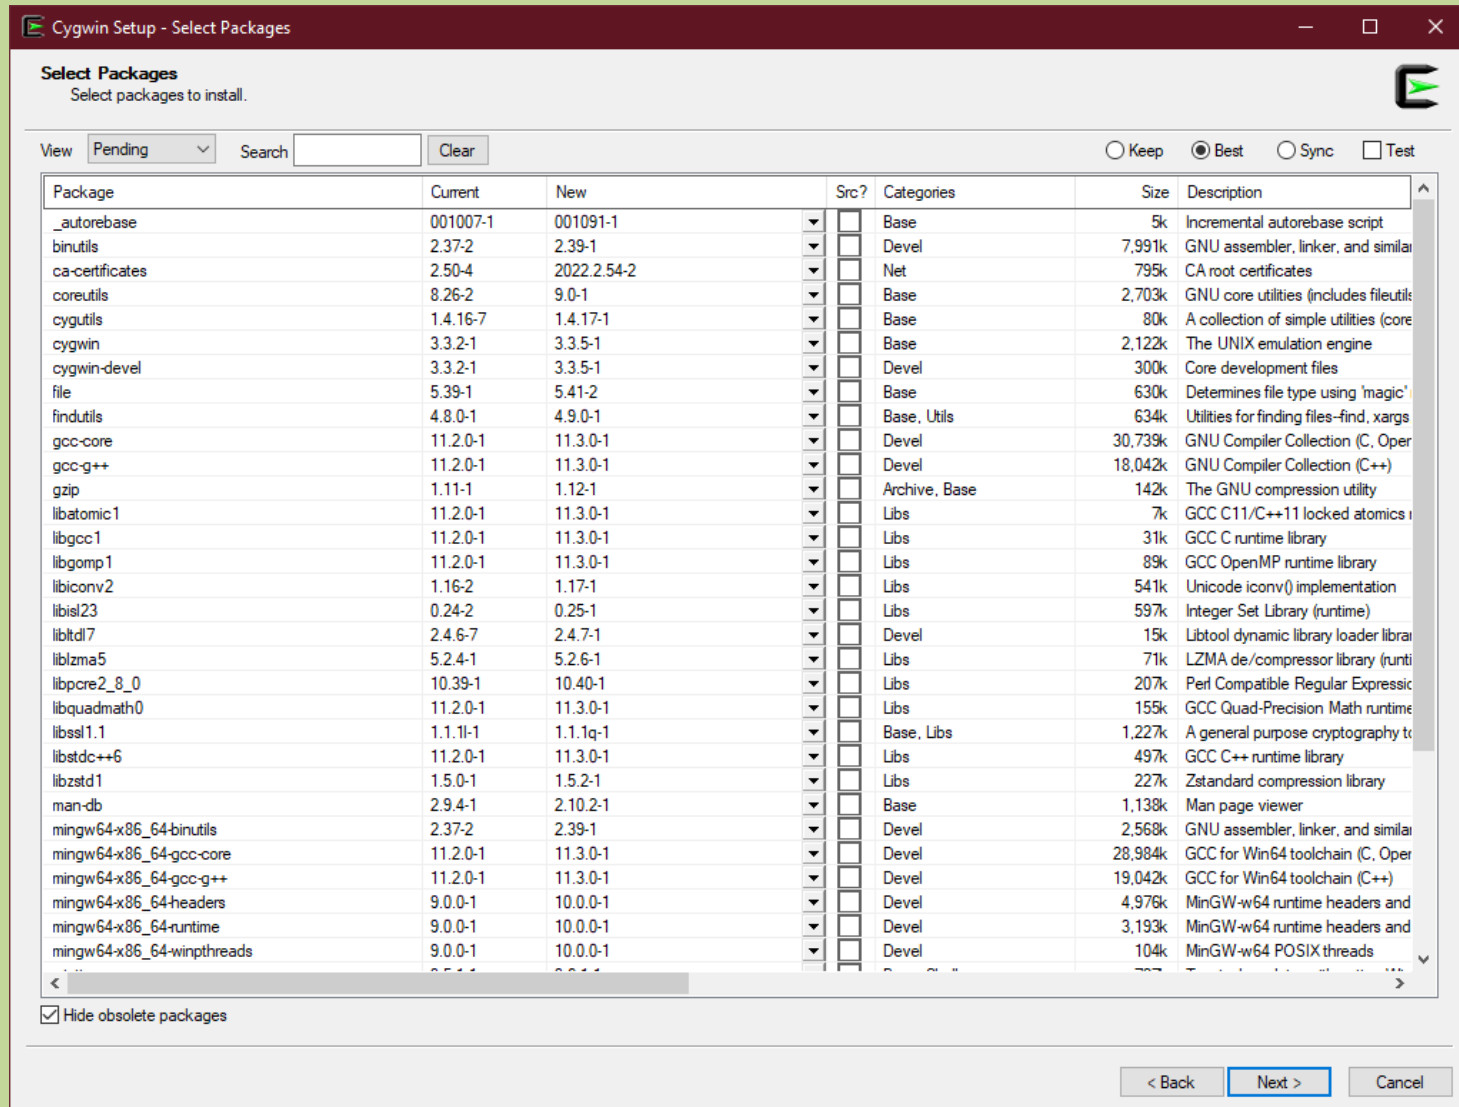 Cygwin Setup - Select Packages
Select Packages
Select packages to install.
View Pending Search Clear Keep Best Sync Test
Package Current New Src? Categories Size Description
_autorebase 001007-1 001091-1 Base 5k Incremental autorebase script
binutils 2.37-2 2.39-1 Devel 7,991k GNU assembler, linker, and similar
ca-certificates 2.50-4 2022.2.54-2 Net 795k CA root certificates
coreutils 8.26-2 9.0-1 Base 2,703k GNU core utilities (includes fileutils
cygutils 1.4.16-7 1.4.17-1 Base 80k A collection of simple utilities (core
cygwin 3.3.2-1 3.3.5-1 Base 2,122k The UNIX emulation engine
cygwin-devel 3.3.2-1 3.3.5-1 Devel 300k Core development files
file 5.39-1 5.41-2 Base 630k Determines file type using 'magic'
findutils 4.8.0-1 4.9.0-1 Base, Utils 634k Utilities for finding files--find, xargs
gcc-core 11.2.0-1 11.3.0-1 Devel 30,739k GNU Compiler Collection (C, Oper
gcc-g++ 11.2.0-1 11.3.0-1 Devel 18,042k GNU Compiler Collection (C++)
gzip 1.11-1 1.12-1 Archive, Base 142k The GNU compression utility
libatomic1 11.2.0-1 11.3.0-1 Libs 7k GCC C11/C++11 locked atomics
libgcc1 11.2.0-1 11.3.0-1 Libs 31k GCC C runtime library
libgomp1 11.2.0-1 11.3.0-1 Libs 89k GCC OpenMP runtime library
libiconv2 1.16-2 1.17-1 Libs 541k Unicode iconv() implementation
libisl23 0.24-2 0.25-1 Libs 597k Integer Set Library (runtime)
libltdl7 2.4.6-7 2.4.7-1 Devel 15k Libtool dynamic library loader librar
liblzma5 5.2.4-1 5.2.6-1 Libs 71k LZMA de/compressor library (runti
libpcre2_8_0 10.39-1 10.40-1 Libs 207k Perl Compatible Regular Expressic
libquadmath0 11.2.0-1 11.3.0-1 Libs 155k GCC Quad-Precision Math runtime
libssl1.1 1.1.1l-1 1.1.1q-1 Base, Libs 1,227k A general purpose cryptography to
libstdc++6 11.2.0-1 11.3.0-1 Libs 497k GCC C++ runtime library
libzstd1 1.5.0-1 1.5.2-1 Libs 227k Zstandard compression library
man-db 2.9.4-1 2.10.2-1 Base 1,138k Man page viewer
mingw64-x86_64-binutils 2.37-2 2.39-1 Devel 2,568k GNU assembler, linker, and similar
mingw64-x86_64-gcc-core 11.2.0-1 11.3.0-1 Devel 28,984k GCC for Win64 toolchain (C, Oper
mingw64-x86_64-gcc-g++ 11.2.0-1 11.3.0-1 Devel 19,042k GCC for Win64 toolchain (C++)
mingw64-x86_64-headers 9.0.0-1 10.0.0-1 Devel 4,976k MinGW-w64 runtime headers and
mingw64-x86_64-runtime 9.0.0-1 10.0.0-1 Devel 3,193k MinGW-w64 runtime headers and
mingw64-x86_64-winpthreads 9.0.0-1 10.0.0-1 Devel 104k MinGW-w64 POSIX threads
Hide obsolete packages
< Back Next > Cancel